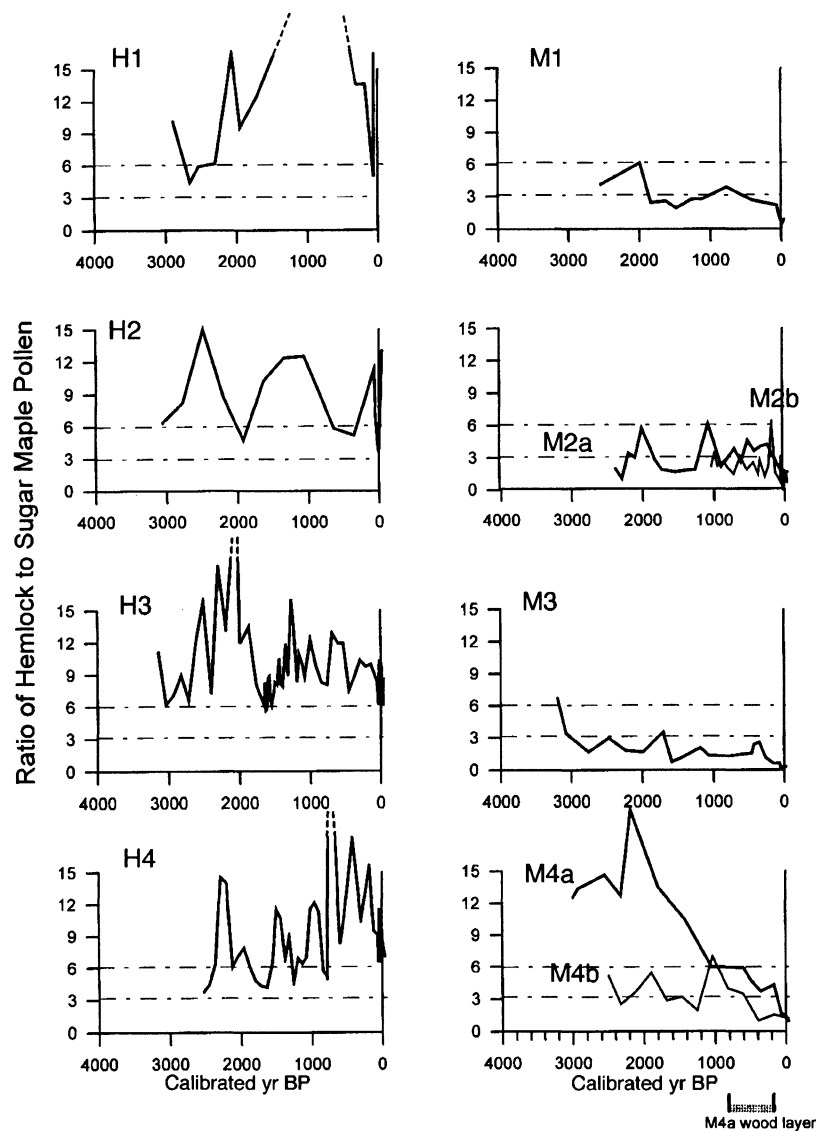 Ratio of Hemlock to Sugar Maple Pollen
H1
15
12
9
6
3
0
4000 3000 2000 1000 0
M1
15
12
9
6
3
0
4000 3000 2000 1000 0
H2
15
12
9
6
3
0
4000 3000 2000 1000 0
15
12
9
6
3
0
M2b
M2a
4000 3000 2000 1000 0
H3
15
12
9
6
3
0
4000 3000 2000 1000 0
M3
15
12
9
6
3
0
4000 3000 2000 1000 0
H4
15
12
9
6
3
0
4000 3000 2000 1000 0
Calibrated yr BP
M4a
15
12
9
6
3
0
M4b
4000 3000 2000 1000 0
Calibrated yr BP
M4a wood layer